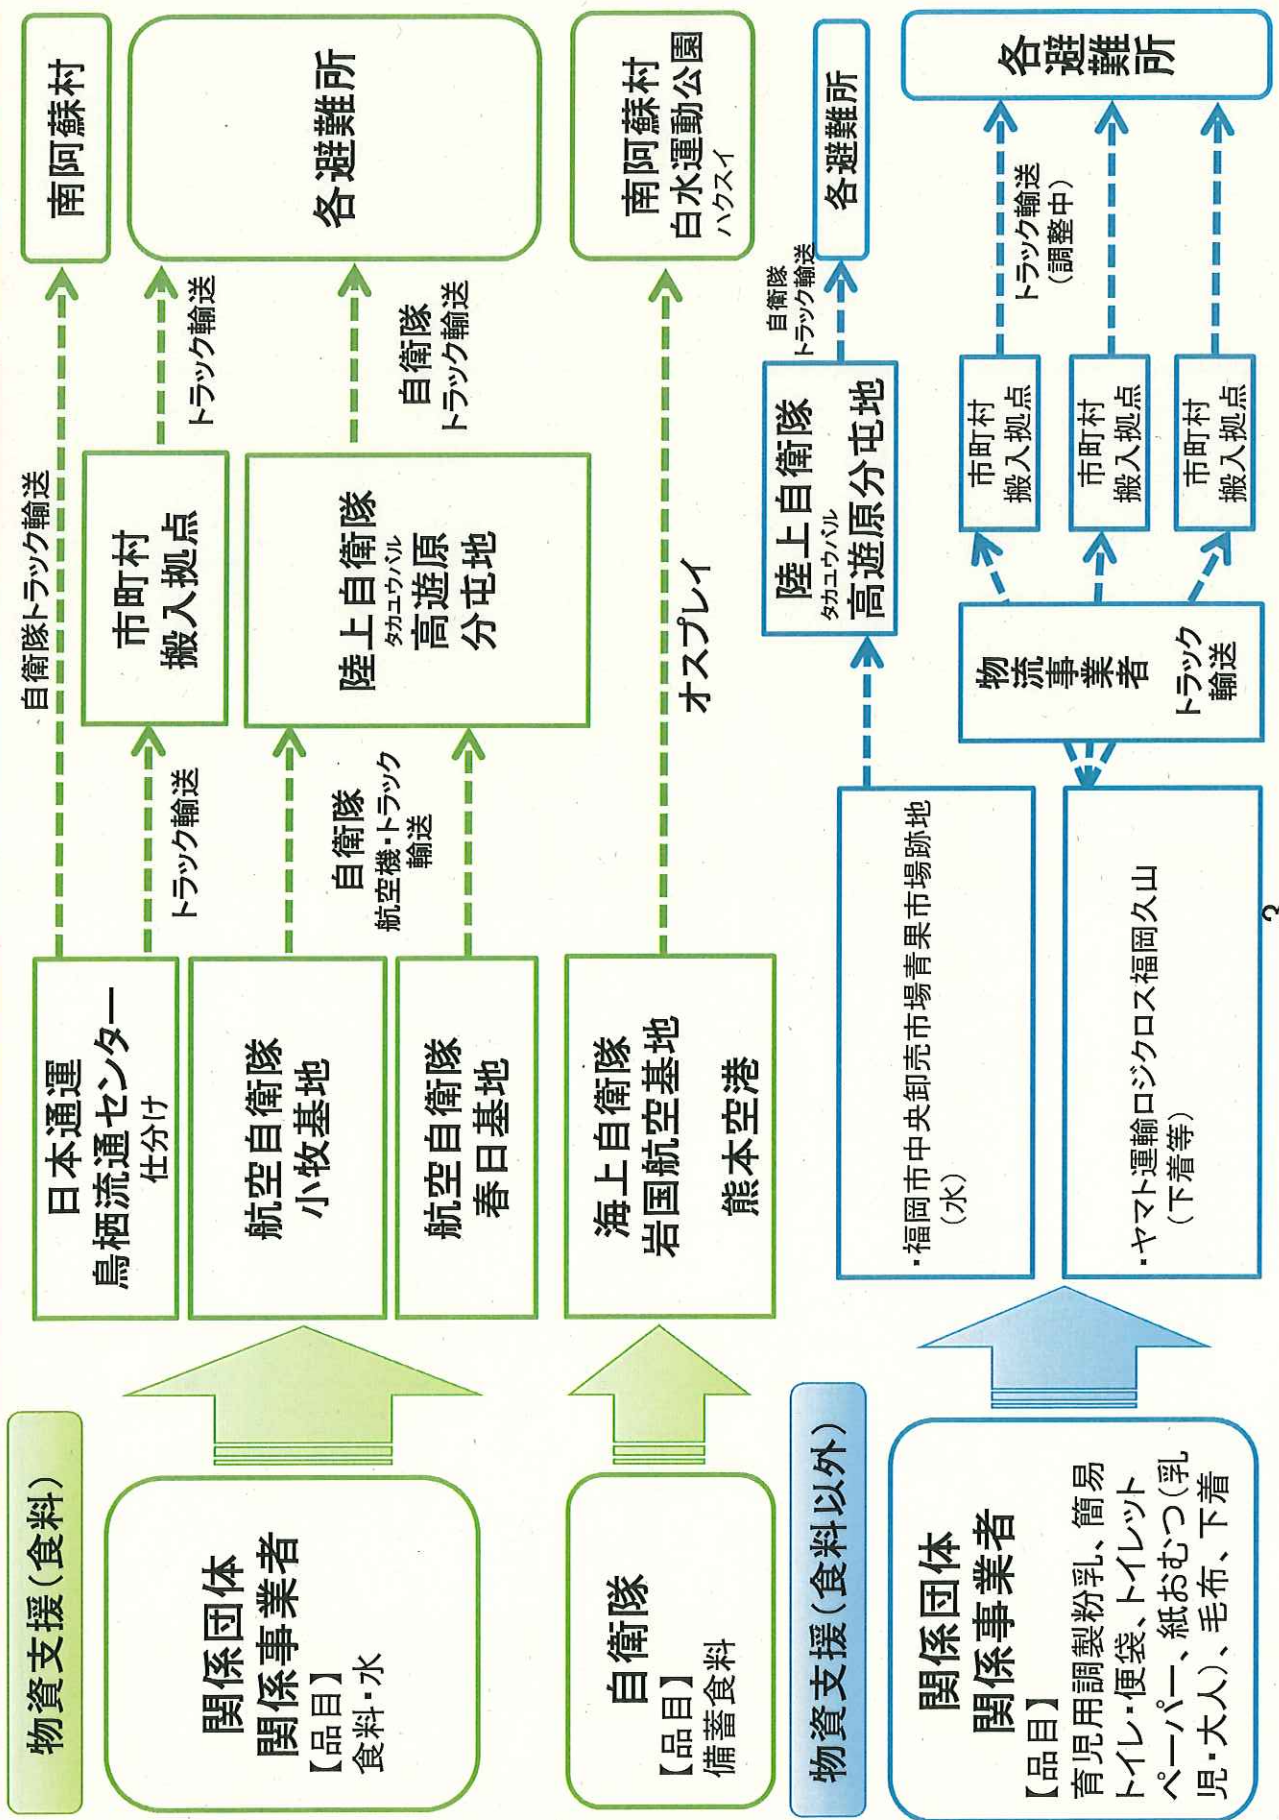 物資支援(食料)
関係団体
関係事業者
【品目】
食料・水
日本通運
鳥栖流通センター
仕分け
航空自衛隊
小牧基地
航空自衛隊
春日基地
自衛隊トラック輸送
トラック輸送
自衛隊
航空機・トラック
輸送
市町村
搬入拠点
陸上自衛隊
タカユウバル
高遊原
分屯地
トラック輸送
自衛隊
トラック輸送
南阿蘇村
各避難所
自衛隊
【品目】
備蓄食料
海上自衛隊
岩国航空基地
熊本空港
オスプレイ
南阿蘇村
白水運動公園
ハクスイ
物資支援(食料以外)
関係団体
関係事業者
【品目】
育児用調製粉乳、簡易
トイレ・便袋、トイレット
ペーパー、紙おむつ(乳
児・大人)、毛布、下着
・福岡市中央卸売市場青果市場跡地
(水)
陸上自衛隊
タカユウバル
高遊原分屯地
自衛隊
トラック輸送
各避難所
・ヤマト運輸ロジクロス福岡久山
(下着等)
物流
事業者
トラック
輸送
市町村
搬入拠点
市町村
搬入拠点
市町村
搬入拠点
トラック輸送
(調整中)
各避難所